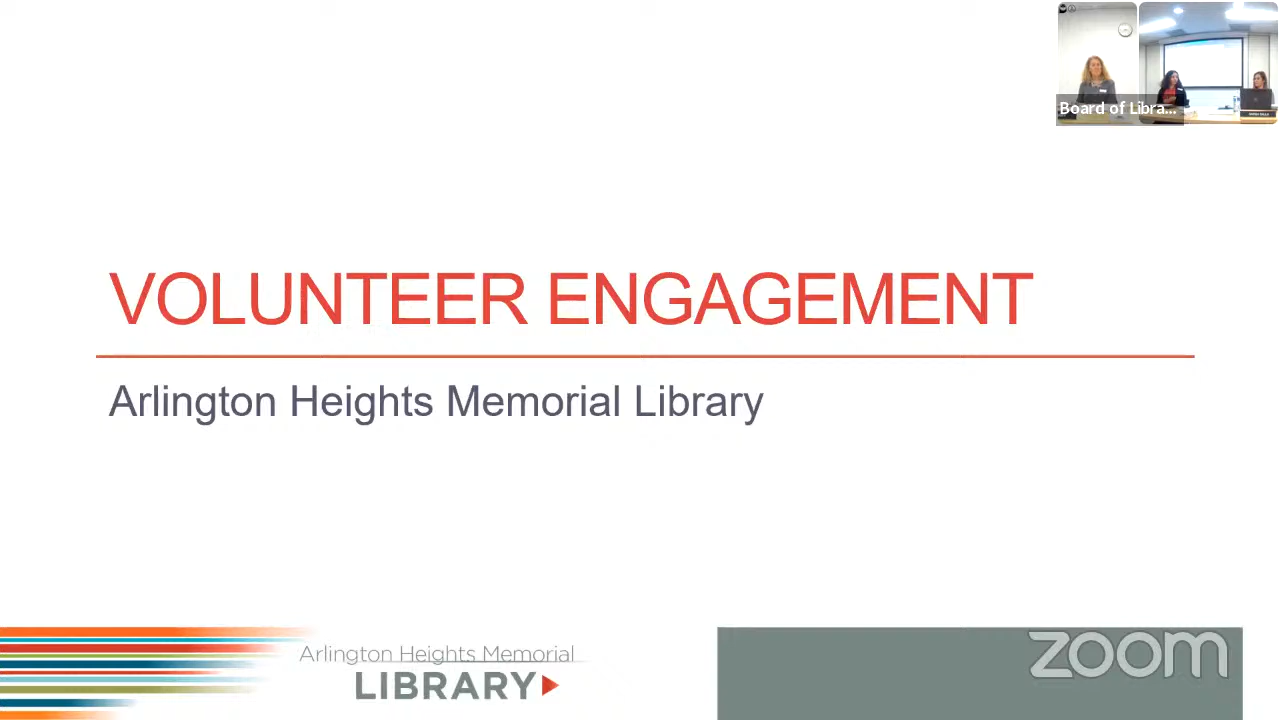 Board of Libra...
VOLUNTEER ENGAGEMENT
Arlington Heights Memorial Library
Arlington Heights Memorial
LIBRARY
zoom